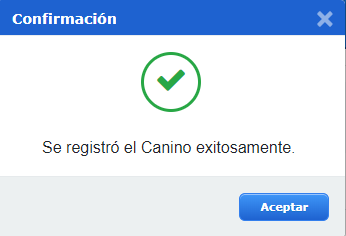 Confirmación
Se registró el Canino exitosamente.
Aceptar